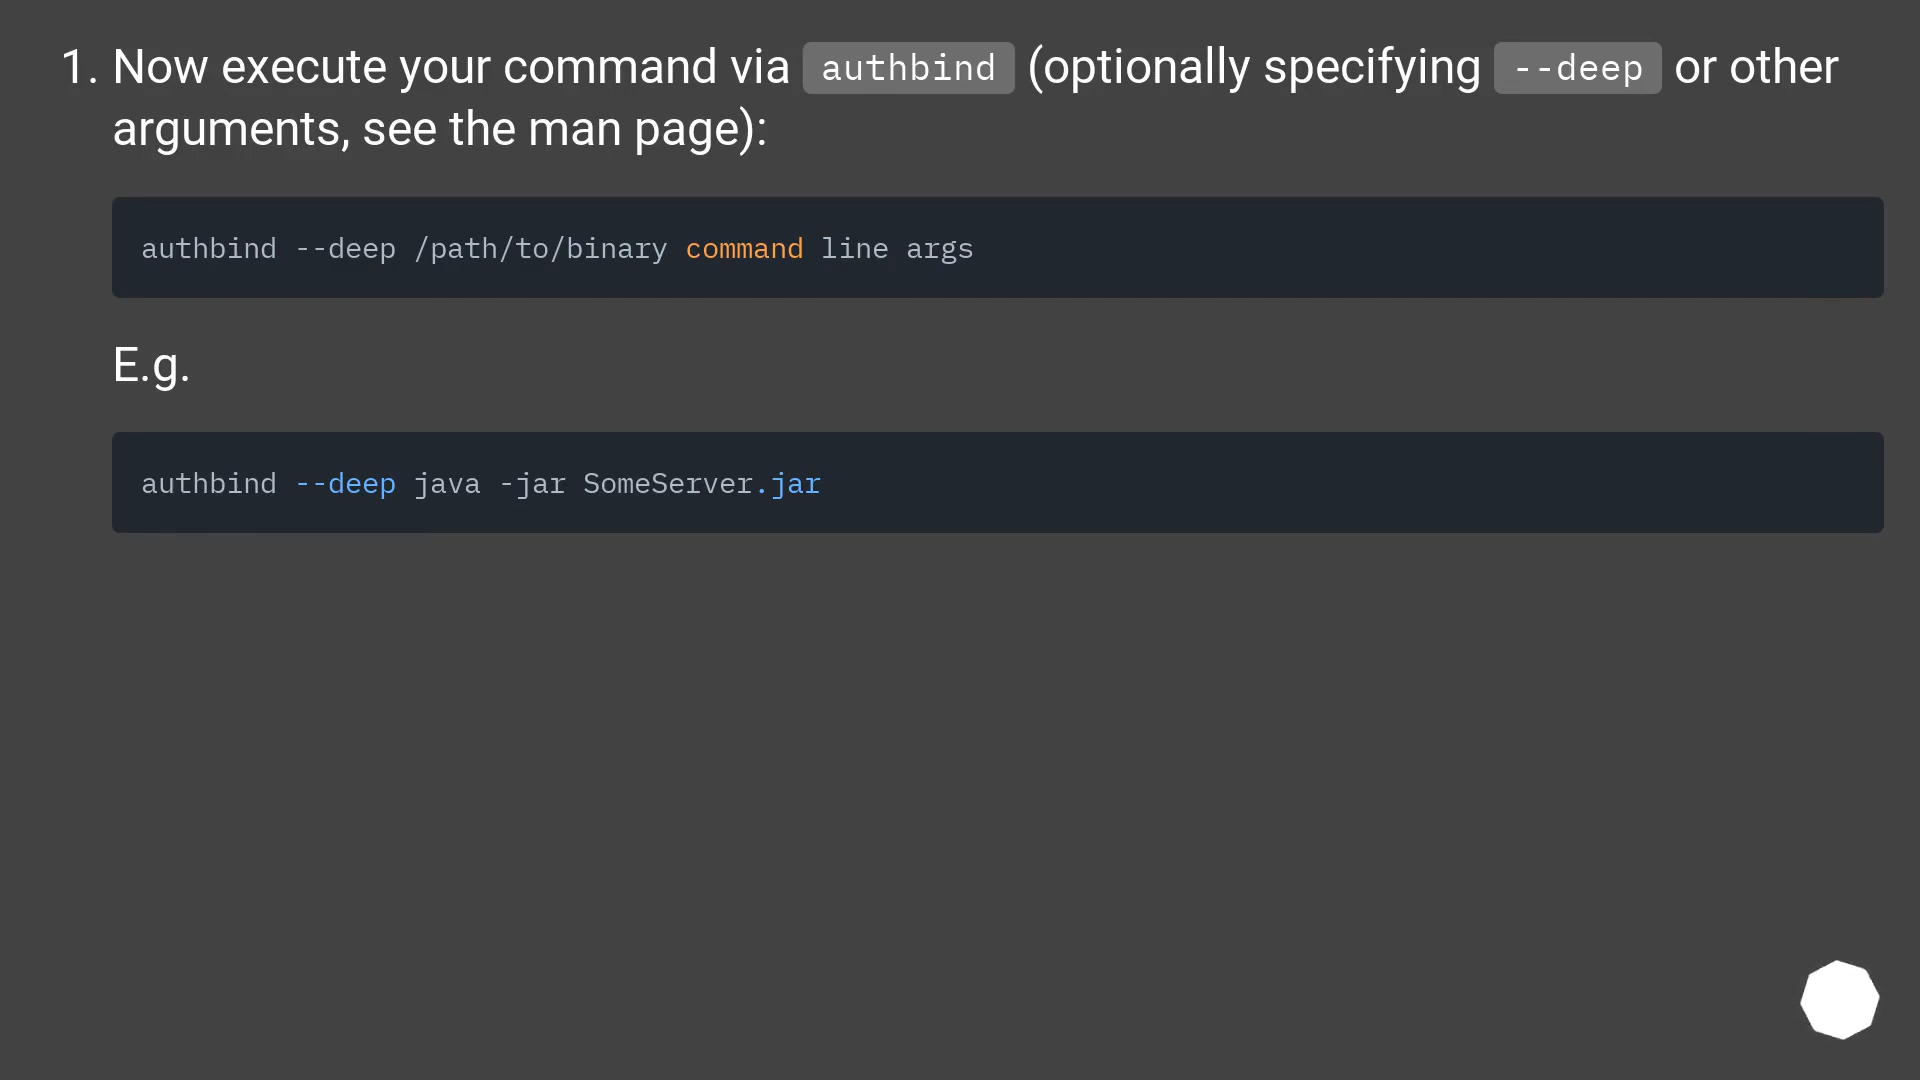 1. Now execute your command via authbind (optionally specifying --deep or other
arguments, see the man page):
authbind --deep /path/to/binary command line args
E.g.
authbind --deep java -jar SomeServer.jar